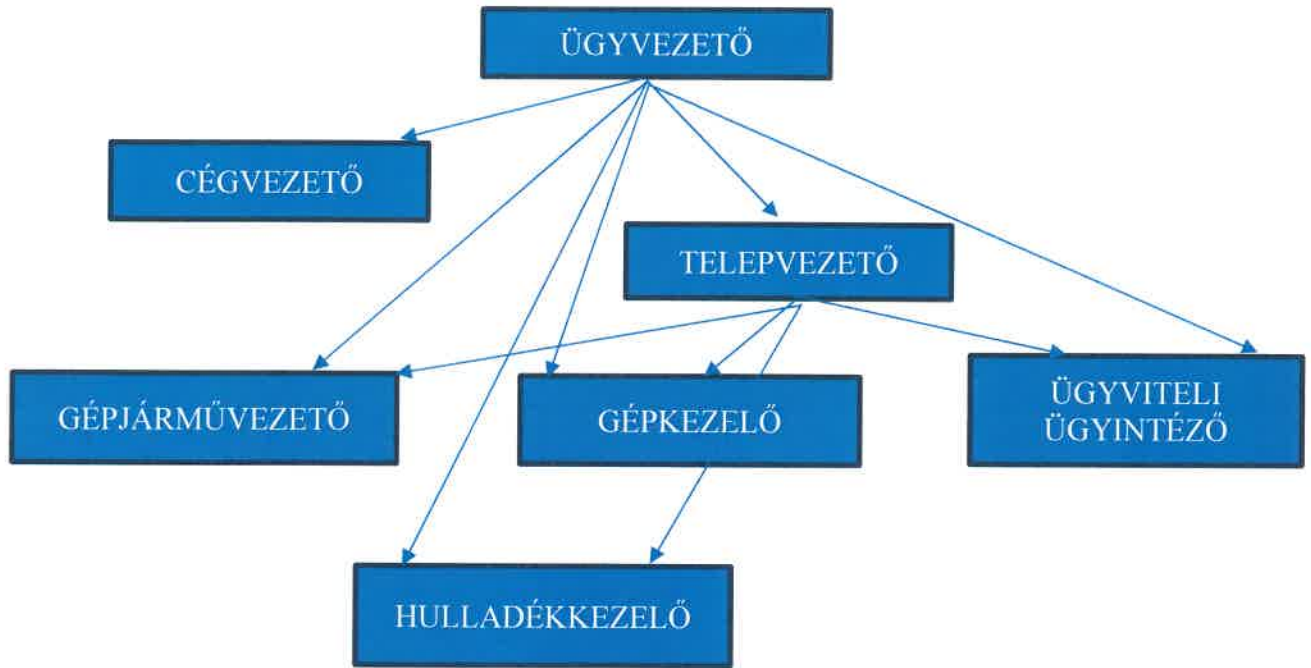 ÜGYVEZETŐ
CÉGVEZETŐ
TELEPVEZETŐ
GÉPJÁRMŰVEZETŐ
GÉPKEZELŐ
ÜGYVITELI
ÜGYINTÉZŐ
HULLADÉKKEZELŐ